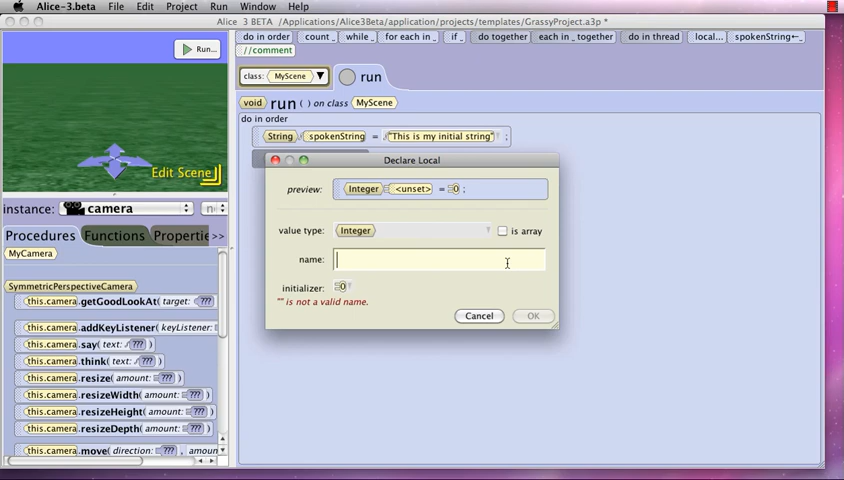 Alice-3.beta File Edit Project Run Window Help
Alice 3 BETA /Applications/Alice3Beta/application/projects/templates/GrassyProject.a3p *
do in order count _ while _ for each in _ if _ do together each in _ together do in thread local... spokenString←_
//comment
Run...
class: MyScene
run
void run ( ) on class MyScene
do in order
String spokenString = "This is my initial string" ;
Edit Scene
instance: camera
Procedures Functions Propertie >>
MyCamera
SymmetricPerspectiveCamera
this.camera.getGoodLookAt( target: ???
this.camera.addKeyListener( keyListener:
this.camera.say( text: ??? )
this.camera.think( text: ??? )
this.camera.resize( amount: ??? )
this.camera.resizeWidth( amount: ??? )
this.camera.resizeHeight( amount: ??? )
this.camera.resizeDepth( amount: ??? )
this.camera.move( direction: ??? , amount:
Declare Local
preview: Integer <unset> = 0 ;
value type: Integer is array
name:
initializer: 0
"" is not a valid name.
Cancel OK